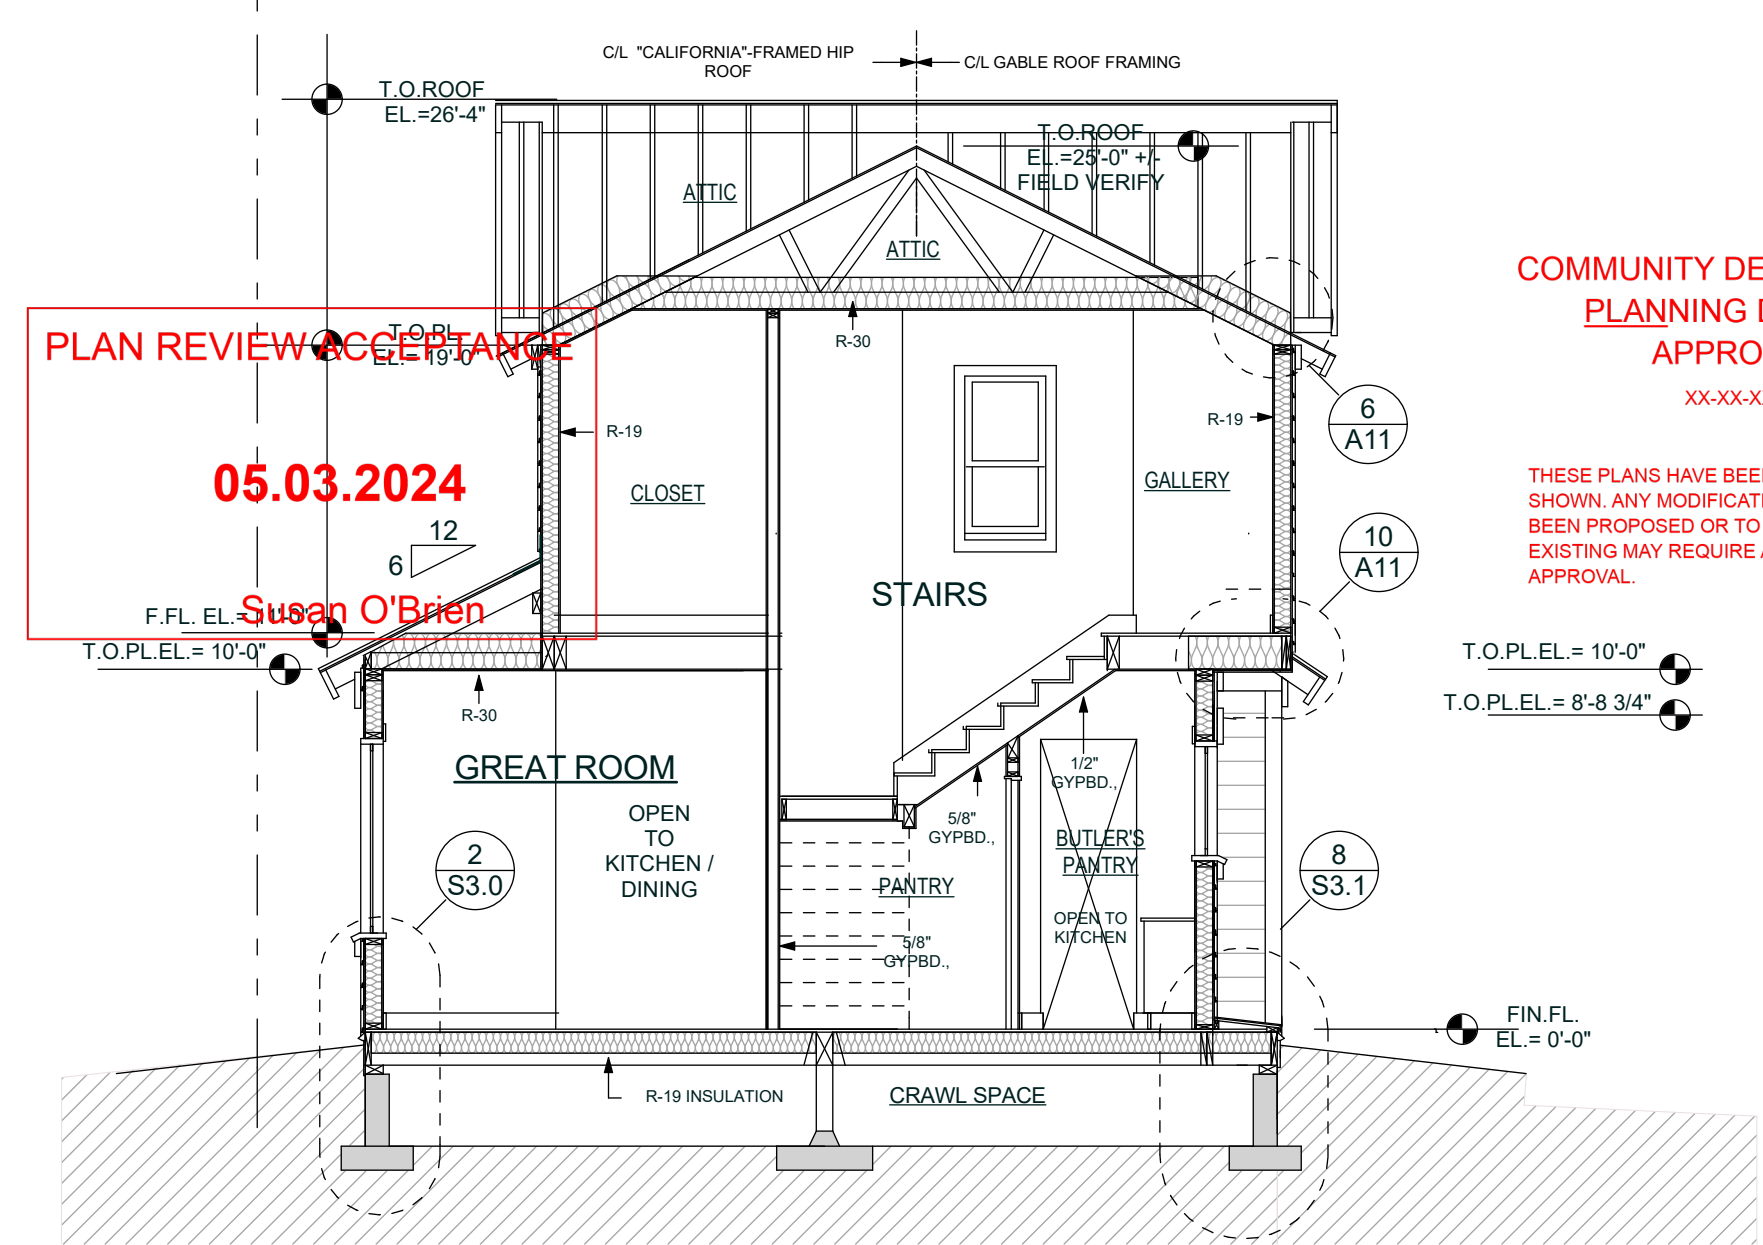 C/L "CALIFORNIA"-FRAMED HIP
ROOF
C/L GABLE ROOF FRAMING
T.O.ROOF
EL.=26'-4"
T.O.ROOF
EL.=25'-0" +/-
FIELD VERIFY
ATTIC
ATTIC
COMMUNITY DE
PLANNING
APPRO
XX-XX-X
PLAN REVIEW ACCEPTANCE
T.O.PL.
EL.= 19'-0"
R-30
6
A11
R-19
R-19
05.03.2024
CLOSET
GALLERY
THESE PLANS HAVE BEE
SHOWN. ANY MODIFICAT
BEEN PROPOSED OR TO
EXISTING MAY REQUIRE
APPROVAL.
12
6
10
A11
STAIRS
Susan O'Brien
F.FL. EL.= 11'-0"
T.O.PL.EL.= 10'-0"
T.O.PL.EL.= 10'-0"
T.O.PL.EL.= 8'-8 3/4"
R-30
GREAT ROOM
1/2"
GYPBD.,
OPEN
TO
KITCHEN /
DINING
5/8"
GYPBD.,
BUTLER'S
PANTRY
2
S3.0
8
S3.1
PANTRY
OPEN TO
KITCHEN
5/8"
GYPBD.,
FIN.FL.
EL.= 0'-0"
R-19 INSULATION
CRAWL SPACE